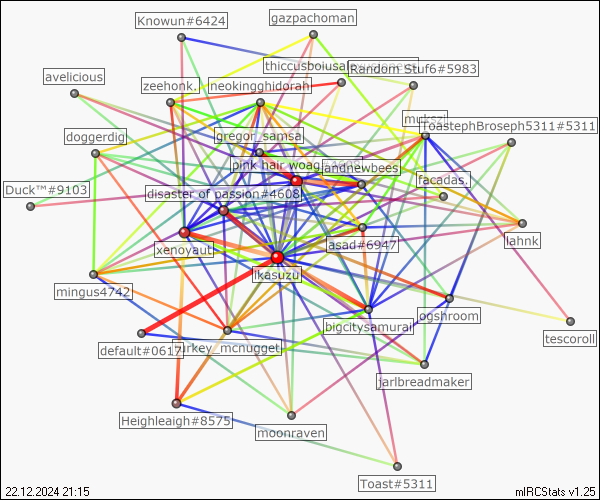 Knowun#6424
gazpachoman
thiccusboiusale
Random Stuf6#5983
avelicious
zeehonk.
neokingghidorah
mukszi
ToastephBroseph5311#5311
doggerdig
gregor_samsa
pink hair woag
andnewbees
facadas.
Duck™#9103
disaster of passion#4608
lahnk
xenoyaut
asad#6947
ikasuzu
mingus4742
bigcitysamurai
ogshroom
tescoroll
default#0617
turkey_mcnugget
jarlbreadmaker
Heighleaigh#8575
moonraven
Toast#5311
22.12.2024 21:15
mIRCStats v1.25